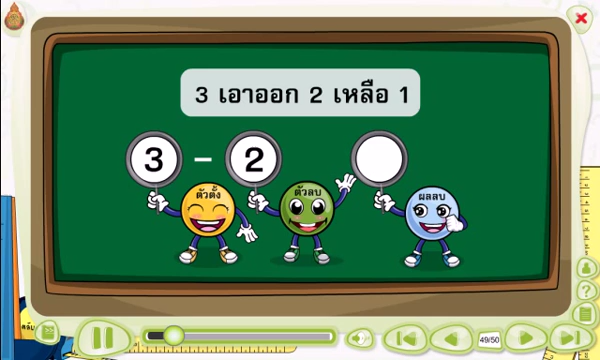 3 เอาออก 2 เหลือ 1
3 - 2
ตัวตั้ง ตัวลบ ผลลบ
49/50